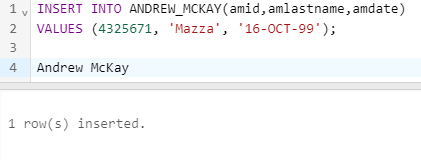 1 INSERT INTO ANDREW_MCKAY(amid,amlastname,amdate)
2 VALUES (4325671, 'Mazza', '16-OCT-99');
3
4 Andrew McKay
1 row(s) inserted.